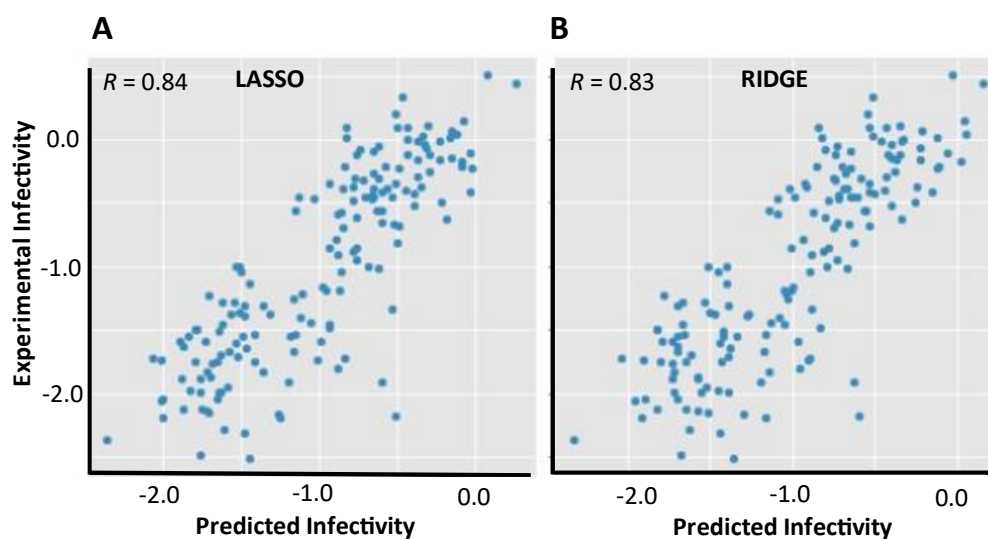 A
B
R = 0.84
LASSO
R = 0.83
RIDGE
Experimental Infectivity
0.0
-1.0
-2.0
-2.0
-1.0
0.0
-2.0
-1.0
0.0
Predicted Infectivity
Predicted Infectivity